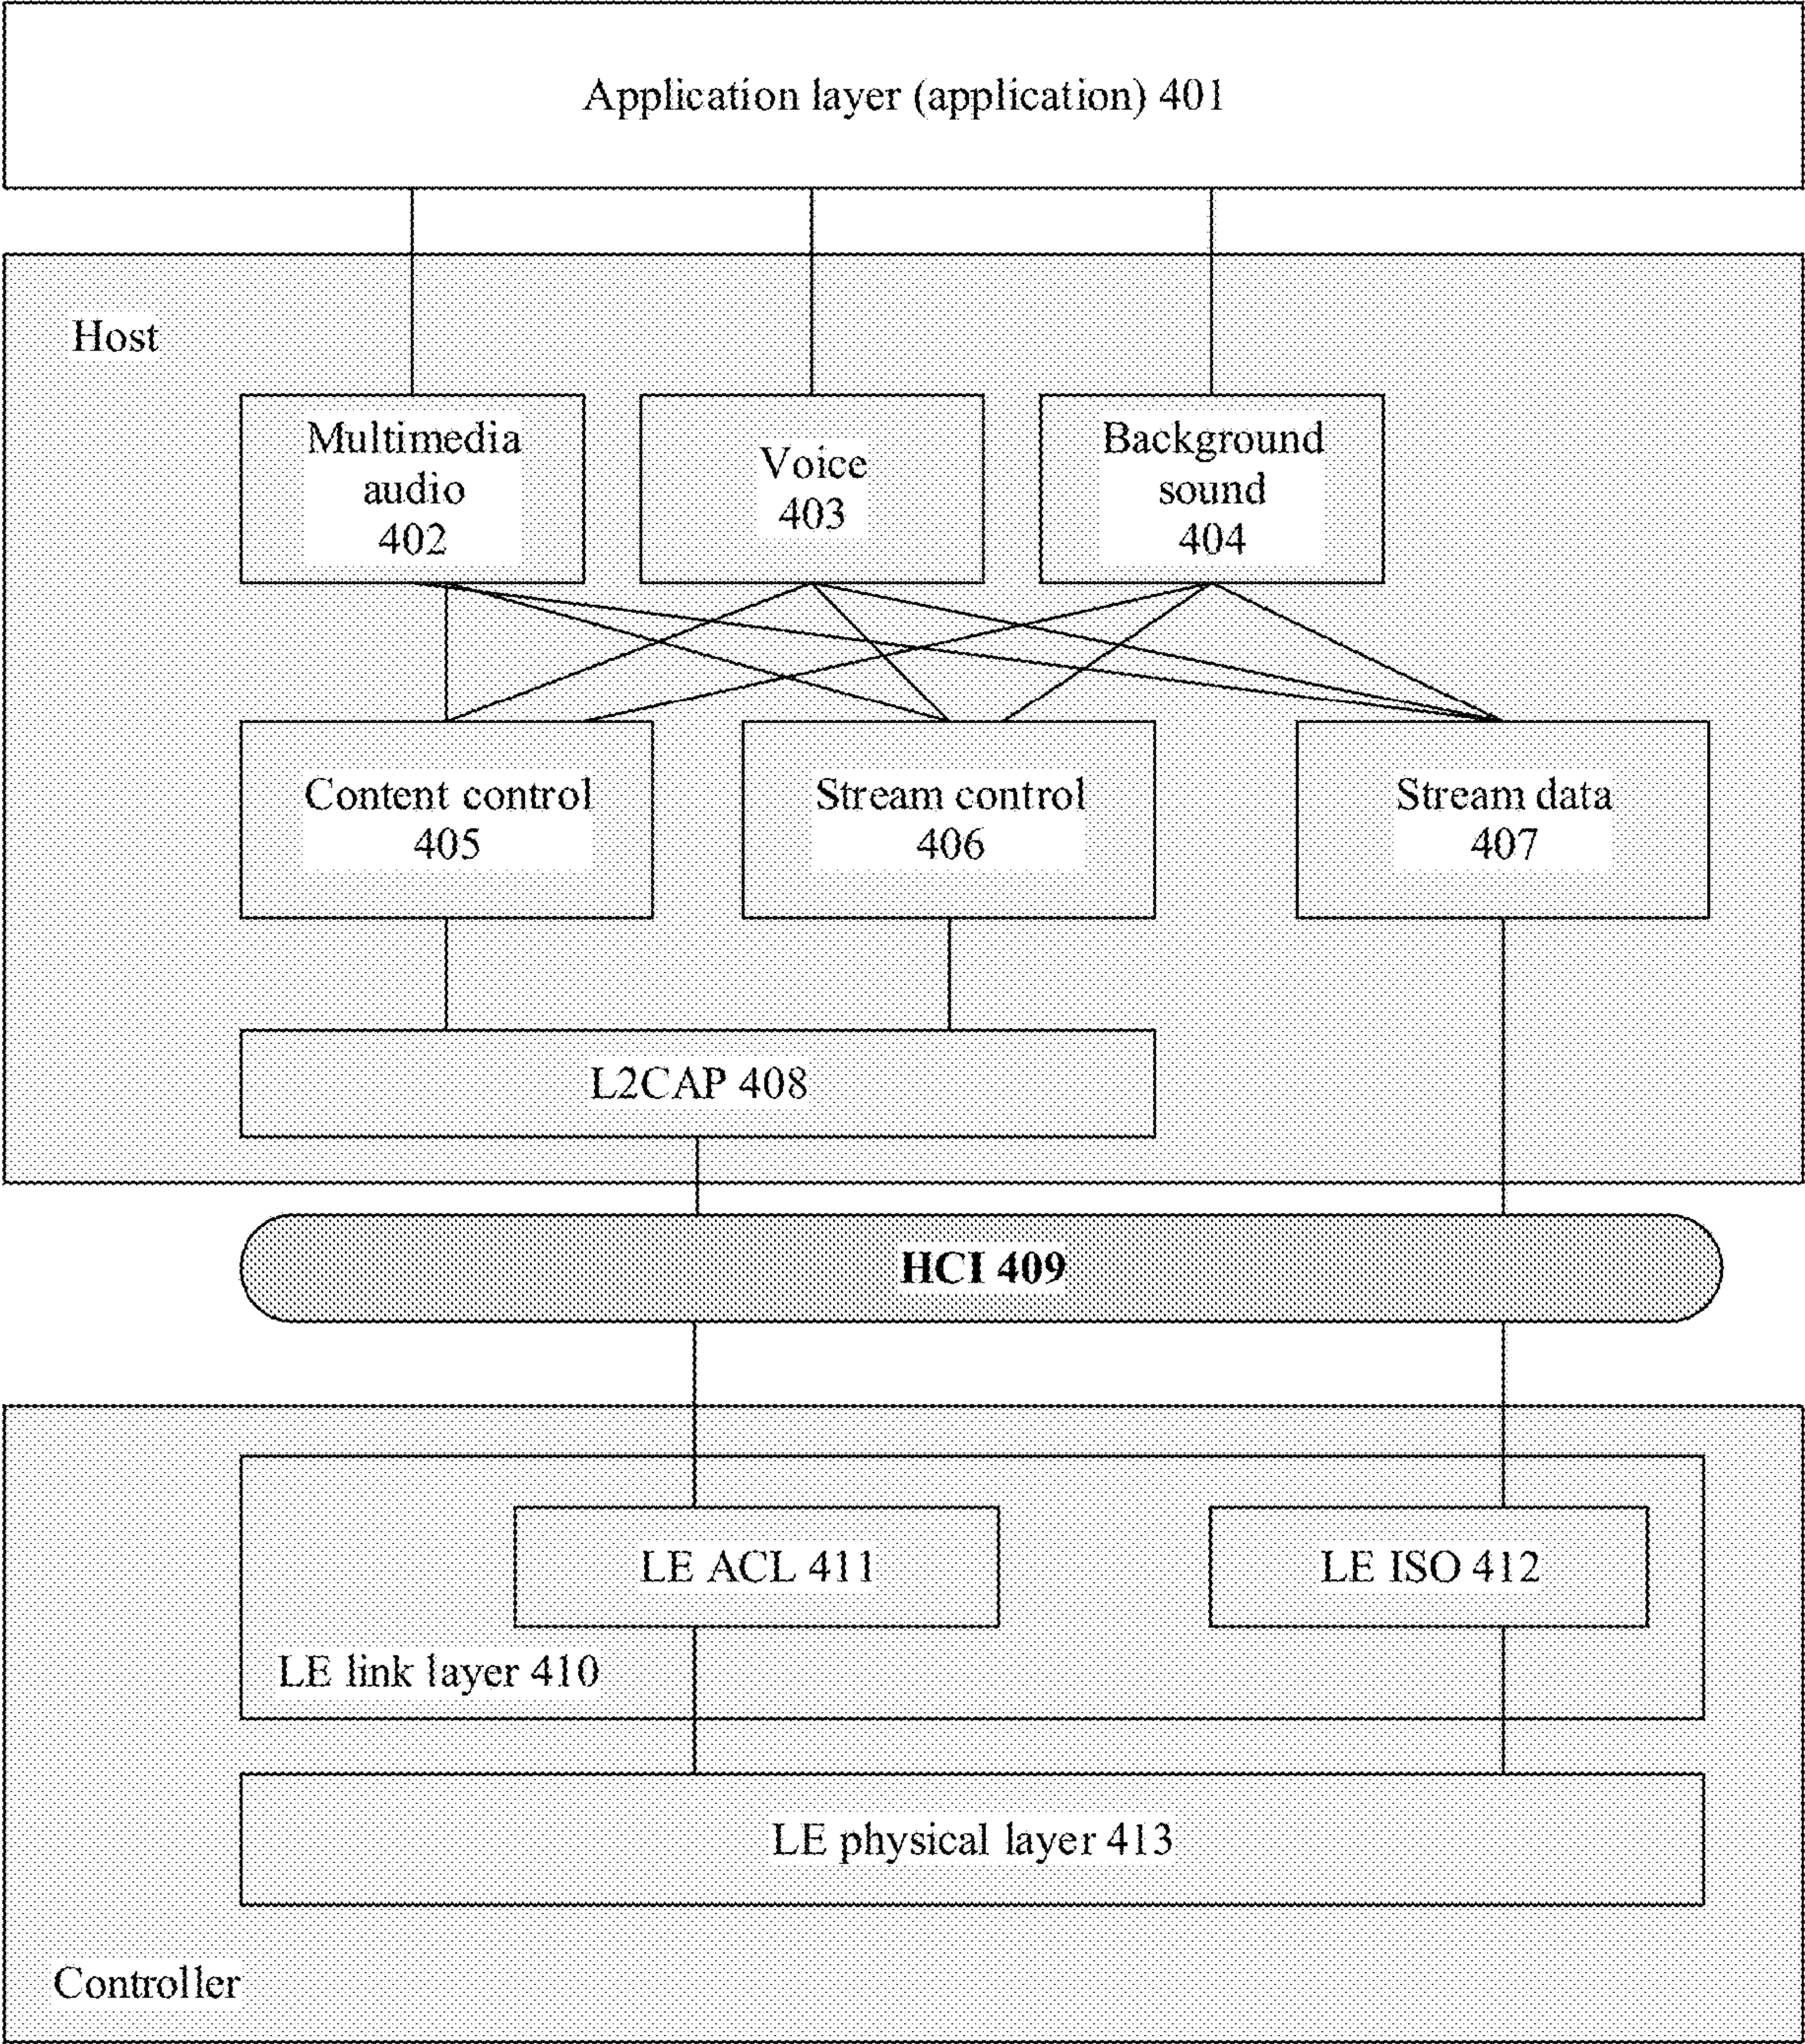 Application layer (application) 401
Host
Multimedia
audio
402
Voice
403
Background
sound
404
Content control
405
Stream control
406
Stream data
407
L2CAP 408
HCI 409
LE ACL 411
LE ISO 412
LE link layer 410
LE physical layer 413
Controller